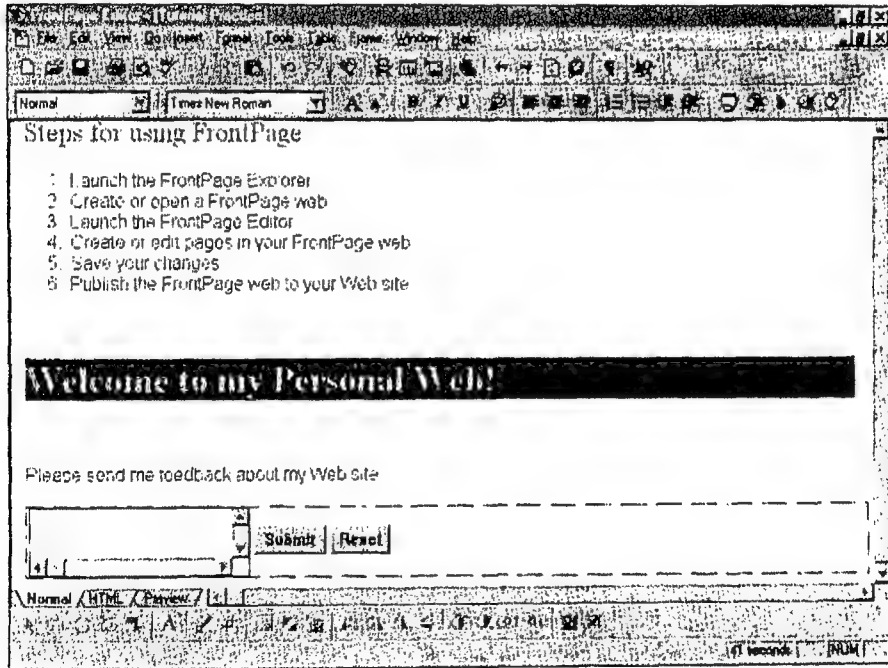 File Edit View Go Insert Format Tools Table Frame Window Help
Normal Times New Roman
Steps for using FrontPage
1. Launch the FrontPage Explorer
2. Create or open a FrontPage web
3. Launch the FrontPage Editor
4. Create or edit pages in your FrontPage web
5. Save your changes
6. Publish the FrontPage web to your Web site
Welcome to my Personal Web!
Please send me feedback about my Web site
Submit Reset
Normal HTML Preview
41 seconds NUM